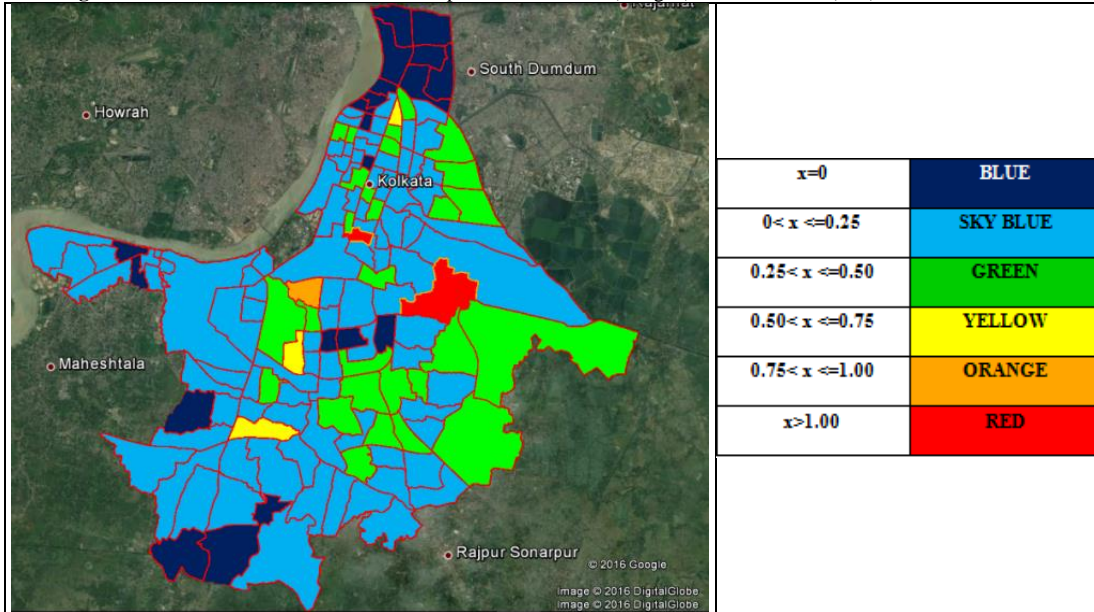 Rajarhat
South Dumdum
Howrah
Kolkata
Maheshtala
Rajpur Sonarpur
© 2016 Google
Image © 2016 DigitalGlobe
Image © 2016 DigitalGlobe
x=0 BLUE
0< x <=0.25 SKY BLUE
0.25< x <=0.50 GREEN
0.50< x <=0.75 YELLOW
0.75< x <=1.00 ORANGE
x>1.00 RED